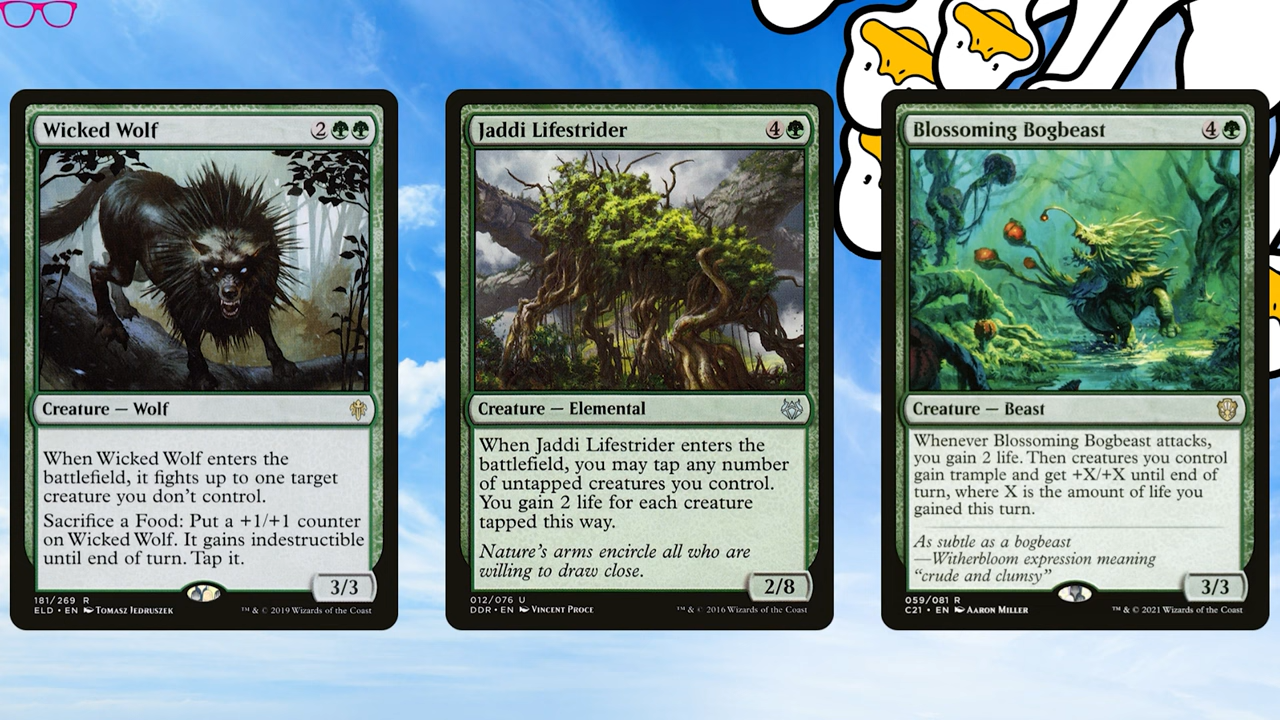 Wicked Wolf 2
Creature — Wolf
When Wicked Wolf enters the
battlefield, it fights up to one target
creature you don't control.
Sacrifice a Food: Put a +1/+1 counter
on Wicked Wolf. It gains indestructible
until end of turn. Tap it.
3/3
181/269 R
ELD • EN Tomasz Jedruszek
™ & © 2019 Wizards of the Coast
Jaddi Lifestrider 4
Creature — Elemental
When Jaddi Lifestrider enters the
battlefield, you may tap any number
of untapped creatures you control.
You gain 2 life for each creature
tapped this way.
Nature's arms encircle all who are
willing to draw close.
2/8
012/076 U
DDR • EN Vincent Proce
™ & © 2016 Wizards of the Coast
Blossoming Bogbeast 4
Creature — Beast
Whenever Blossoming Bogbeast attacks,
you gain 2 life. Then creatures you control
gain trample and get +X/+X until end of
turn, where X is the amount of life you
gained this turn.
As subtle as a bogbeast
—Witherbloom expression meaning
"crude and clumsy"
3/3
059/081 R
C21 • EN Aaron Miller
™ & © 2021 Wizards of the Coast